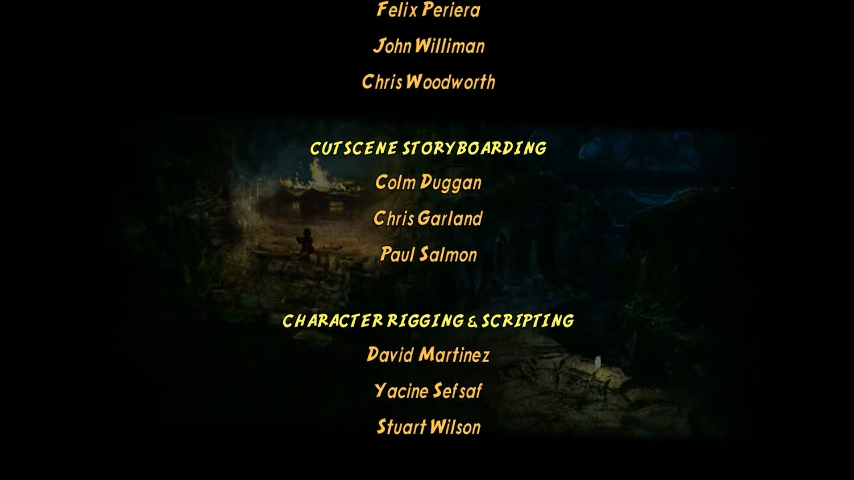 Felix Periera
John Williman
Chris Woodworth
CUTSCENE STORYBOARDING
Colm Duggan
Chris Garland
Paul Salmon
CHARACTER RIGGING & SCRIPTING
David Martinez
Yacine Sefsaf
Stuart Wilson